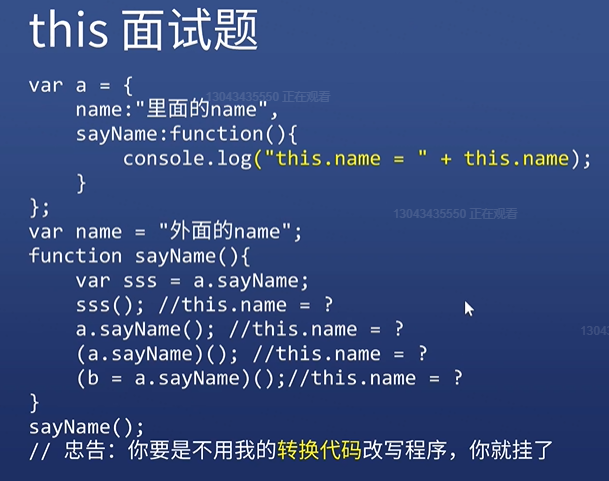 this 面试题
var a = {
    name:"里面的name",
13043435550 正在观看
    sayName:function(){
        console.log("this.name = " + this.name);
    }
};
13043435550 正在观看
var name = "外面的name";
function sayName(){
    var sss = a.sayName;
    sss(); //this.name = ?
    a.sayName(); //this.name = ?
1304
    (a.sayName)(); //this.name = ?
    (b = a.sayName)();//this.name = ?
}
sayName();
// 忠告：你要是不用我的转换代码改写程序，你就挂了